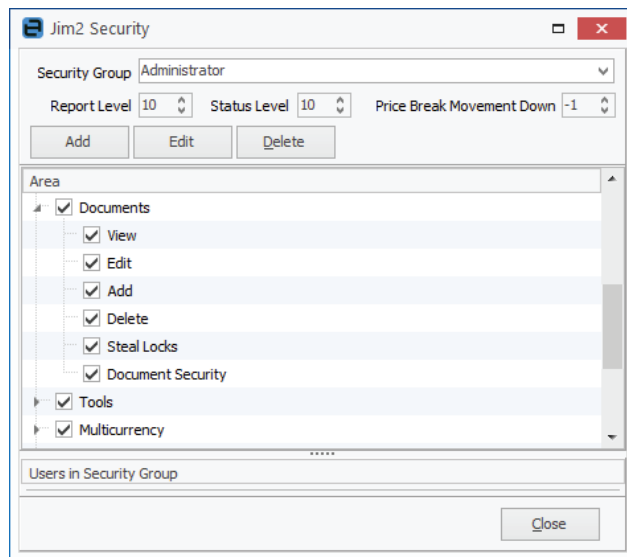 Jim2 Security
Security Group Administrator
Report Level 10 Status Level 10 Price Break Movement Down -1
Add Edit Delete
Area
Documents
View
Edit
Add
Delete
Steal Locks
Document Security
Tools
Multicurrency
Users in Security Group
Close